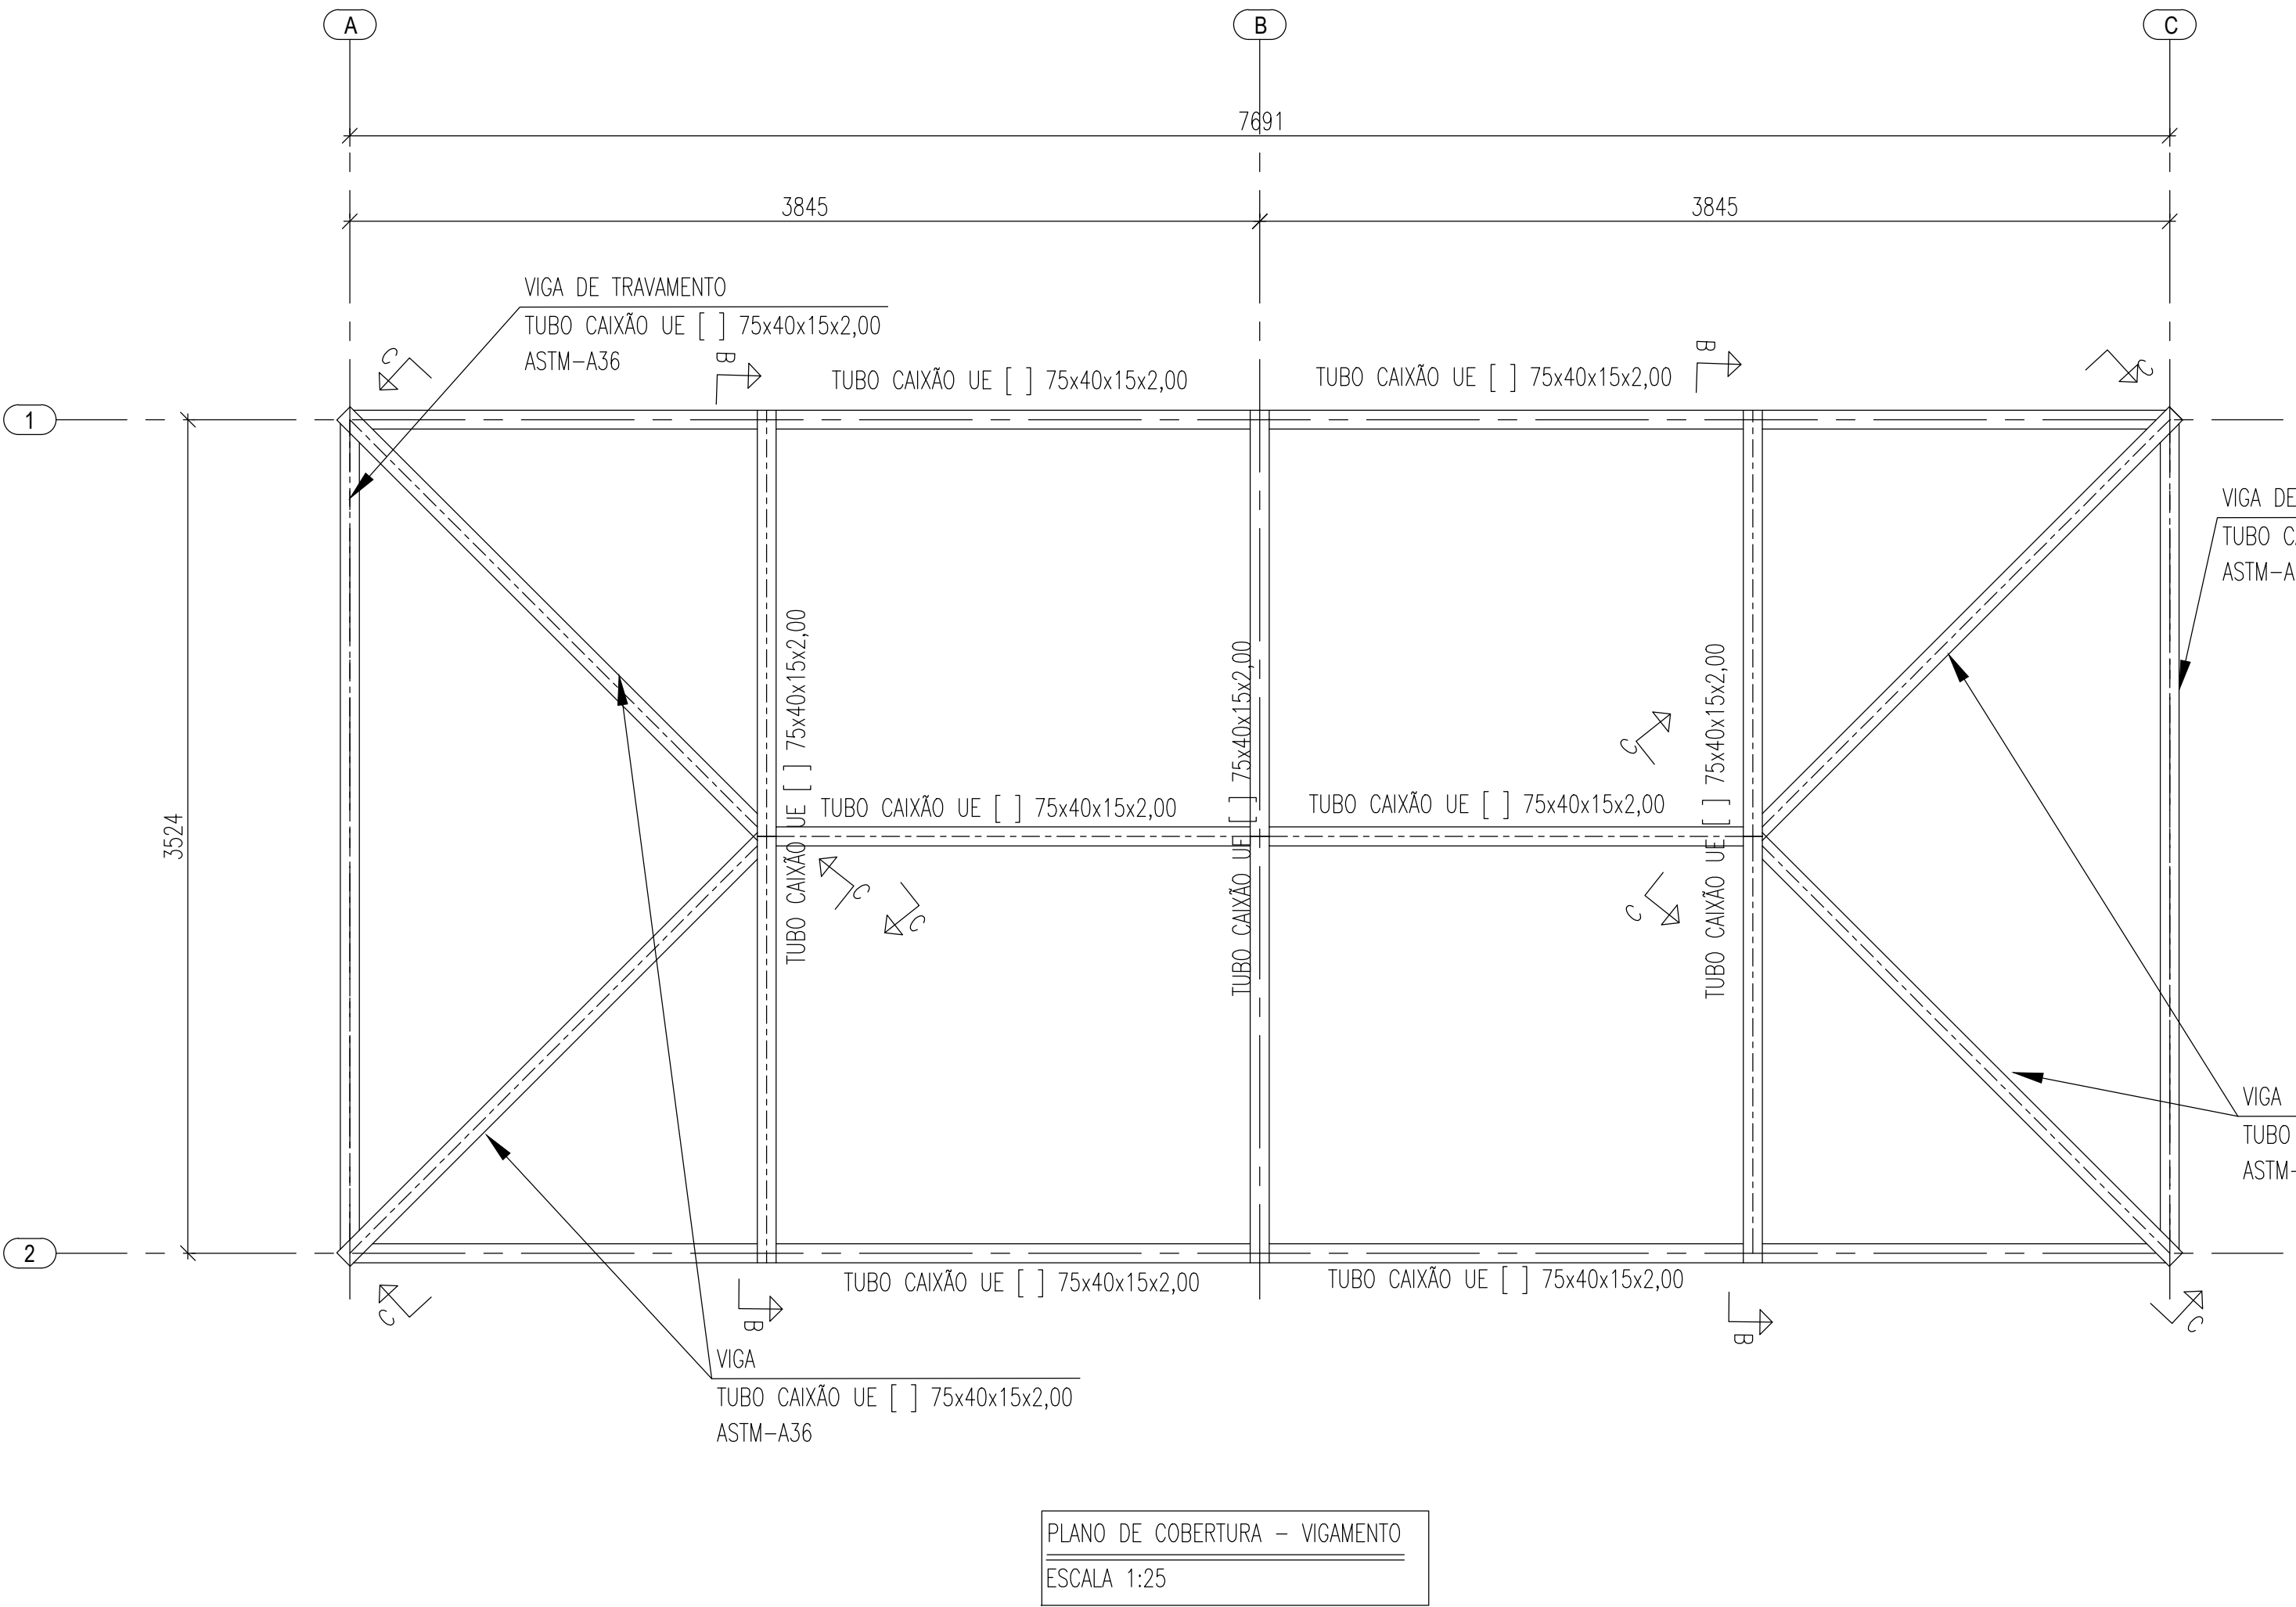 A
B
C
7691
3845
3845
VIGA DE TRAVAMENTO
TUBO CAIXÃO UE [ ] 75x40x15x2,00
ASTM-A36
C
B
TUBO CAIXÃO UE [ ] 75x40x15x2,00
TUBO CAIXÃO UE [ ] 75x40x15x2,00
B
C
1
VIGA DE
TUBO
ASTM-A
3524
TUBO CAIXÃO UE [ ] 75x40x15x2,00
TUBO CAIXÃO UE [ ] 75x40x15x2,00
TUBO CAIXÃO UE [ ] 75x40x15x2,00
TUBO CAIXÃO UE [ ] 75x40x15x2,00
TUBO CAIXÃO UE [ ] 75x40x15x2,00
C
C
C
C
VIGA
TUBO
ASTM-
2
TUBO CAIXÃO UE [ ] 75x40x15x2,00
TUBO CAIXÃO UE [ ] 75x40x15x2,00
C
B
B
C
VIGA
TUBO CAIXÃO UE [ ] 75x40x15x2,00
ASTM-A36
PLANO DE COBERTURA - VIGAMENTO
ESCALA 1:25